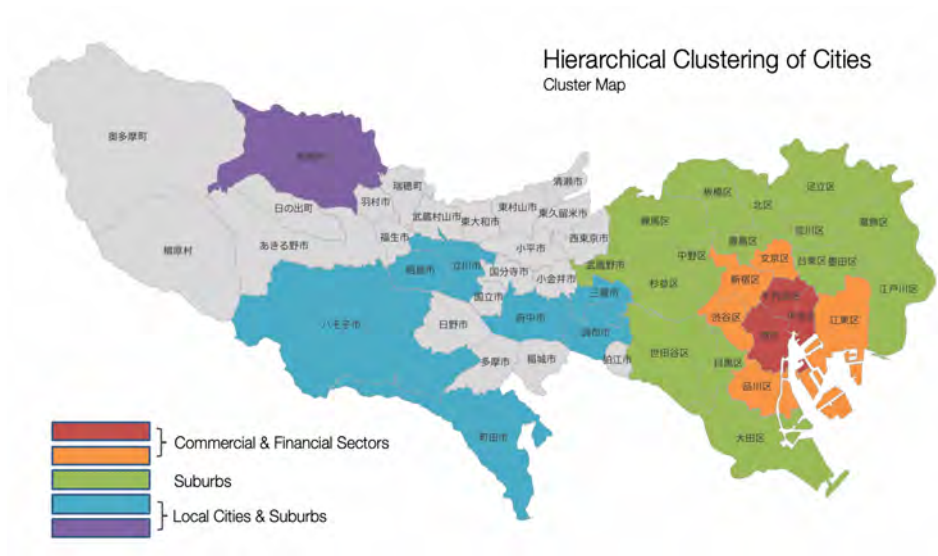 Hierarchical Clustering of Cities
Cluster Map
奥多摩町
瑞穂町
清瀬市
板橋区
足立区
羽村市
日の出町
武蔵村山市
東大和市
東村山市
東久留米市
練馬区
北区
葛飾区
檜原村
あきる野市
福生市
小平市
西東京市
豊島区
荒川区
中野区
文京区
台東区
墨田区
昭島市
立川市
国分寺市
小金井市
武蔵野市
新宿区
杉並区
江戸川区
国立市
三鷹市
八王子市
日野市
府中市
調布市
渋谷区
港区
江東区
多摩市
稲城市
狛江市
世田谷区
目黒区
品川区
町田市
大田区
Commercial & Financial Sectors
Suburbs
Local Cities & Suburbs